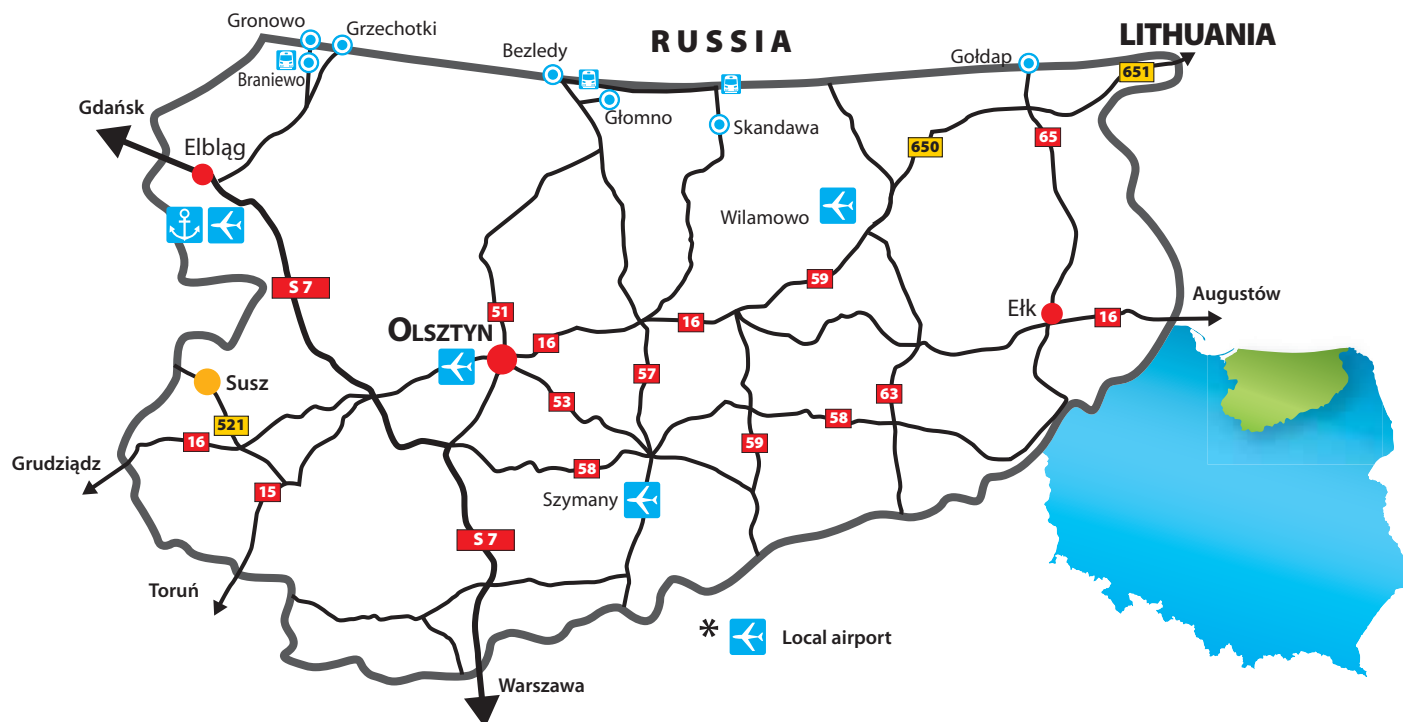 Gronowo
Grzechotki
RUSSIA
LITHUANIA
Bezledy
Gołdap
Braniewo
651
Gdańsk
Głomno
Skandawa
65
650
Elbląg
Wilamowo
59
S 7
Augustów
51
Ełk
16
16
OLSZTYN
16
57
Susz
53
63
521
58
16
59
Grudziądz
58
15
Szymany
S 7
Toruń
* Local airport
Warszawa